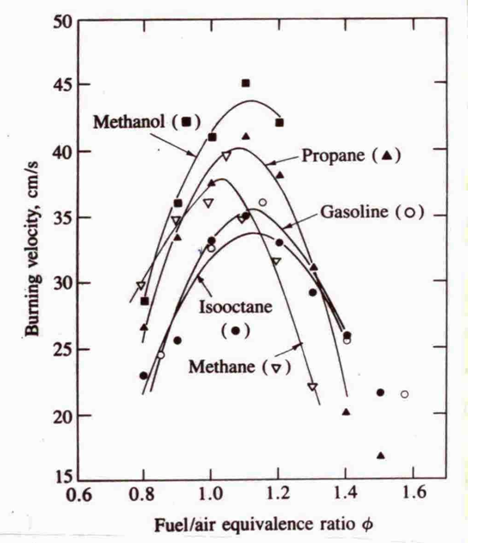 50
45
Methanol (■)
40
Propane (▲)
35
Gasoline (○)
Burning velocity, cm/s
30
Isooctane
(●)
25
Methane (▽)
20
15
0.6 0.8 1.0 1.2 1.4 1.6
Fuel/air equivalence ratio ϕ